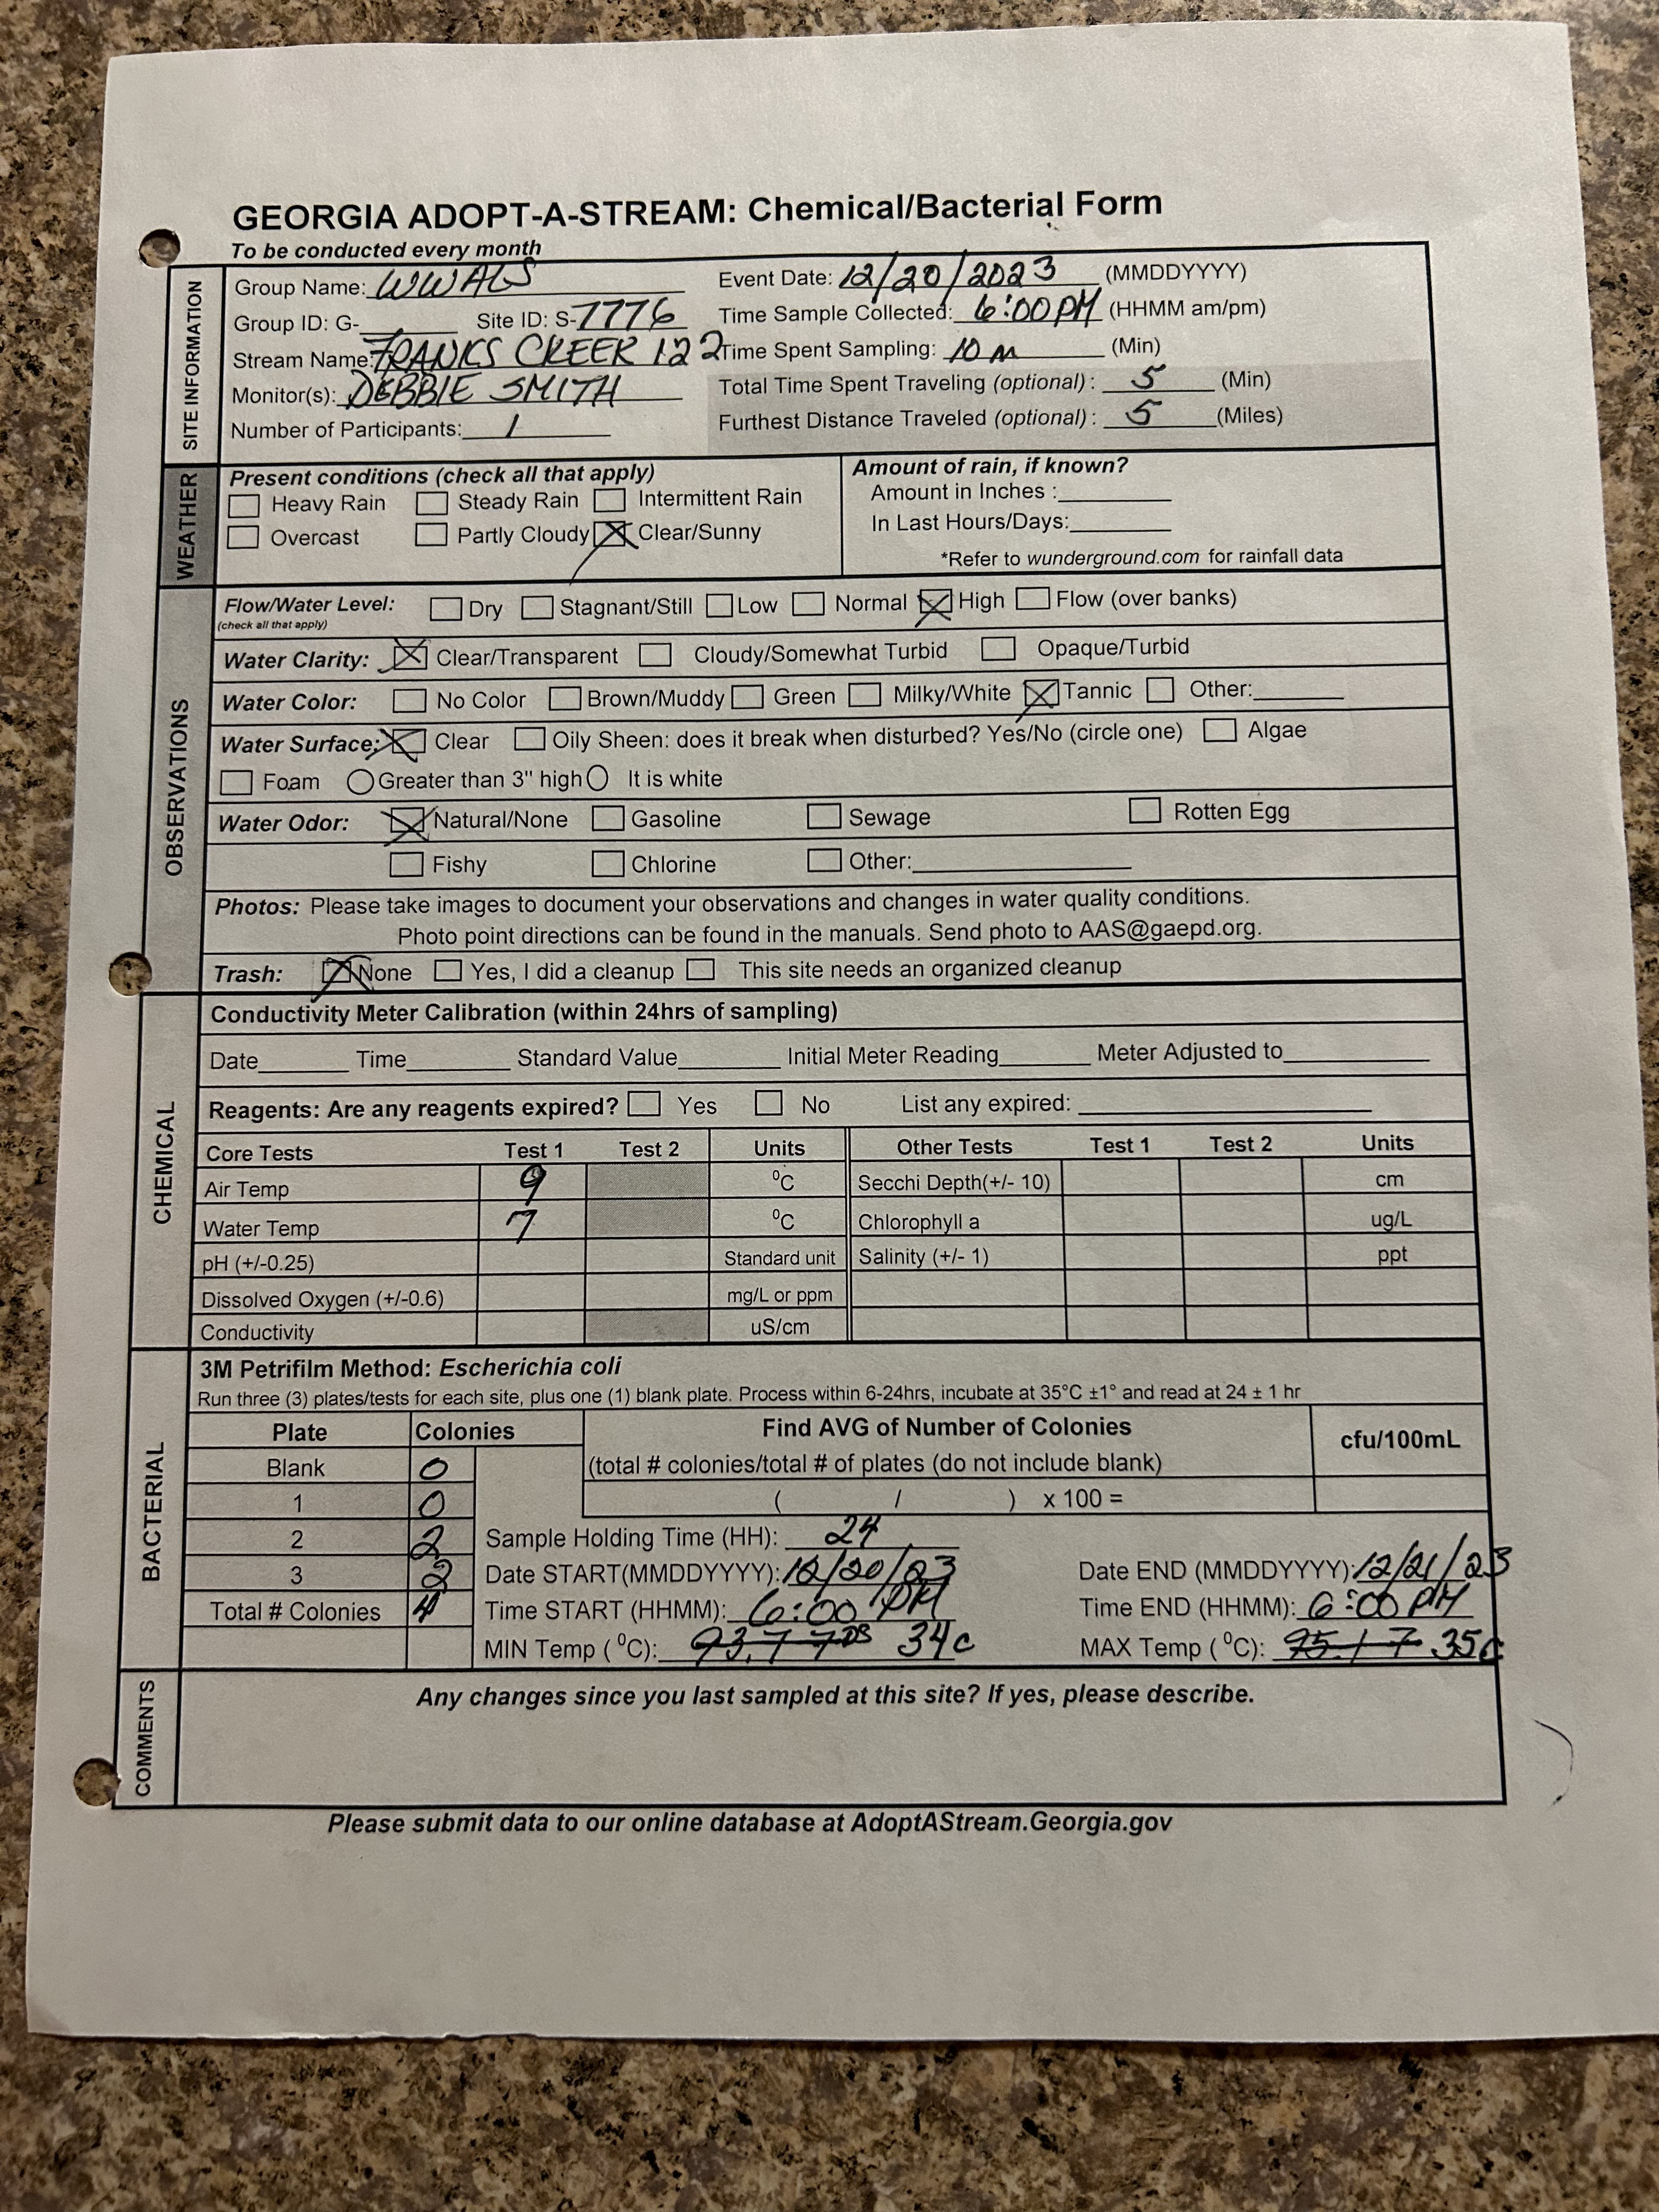 GEORGIA ADOPT-A-STREAM: Chemical/Bacterial Form
To be conducted every month
SITE INFORMATION
Group Name: WWALS Event Date: 12/20/2023 (MMDDYYYY)
Group ID: G-______ Site ID: S-7776 Time Sample Collected: 6:00 PM (HHMM am/pm)
Stream Name: FRANKS CREEK 122 Time Spent Sampling: 10 m (Min)
Monitor(s): DEBBIE SMITH Total Time Spent Traveling (optional): 5 (Min)
Number of Participants: 1 Furthest Distance Traveled (optional): 5 (Miles)
WEATHER
Present conditions (check all that apply) Amount of rain, if known?
☐ Heavy Rain ☐ Steady Rain ☐ Intermittent Rain Amount in Inches :______
☐ Overcast ☐ Partly Cloudy ☒ Clear/Sunny In Last Hours/Days:______
*Refer to wunderground.com for rainfall data
OBSERVATIONS
Flow/Water Level: ☐ Dry ☐ Stagnant/Still ☐ Low ☐ Normal ☒ High ☐ Flow (over banks)
(check all that apply)
Water Clarity: ☒ Clear/Transparent ☐ Cloudy/Somewhat Turbid ☐ Opaque/Turbid
Water Color: ☐ No Color ☐ Brown/Muddy ☐ Green ☐ Milky/White ☒ Tannic ☐ Other:______
Water Surface: ☒ Clear ☐ Oily Sheen: does it break when disturbed? Yes/No (circle one) ☐ Algae
☐ Foam ○ Greater than 3" high ○ It is white
Water Odor: ☒ Natural/None ☐ Gasoline ☐ Sewage ☐ Rotten Egg
☐ Fishy ☐ Chlorine ☐ Other:______
Photos: Please take images to document your observations and changes in water quality conditions.
Photo point directions can be found in the manuals. Send photo to AAS@gaepd.org.
Trash: ☒ None ☐ Yes, I did a cleanup ☐ This site needs an organized cleanup
CHEMICAL
Conductivity Meter Calibration (within 24hrs of sampling)
Date______ Time______ Standard Value______ Initial Meter Reading______ Meter Adjusted to______
Reagents: Are any reagents expired? ☐ Yes ☐ No List any expired: ______
Core Tests Test 1 Test 2 Units Other Tests Test 1 Test 2 Units
Air Temp 9 ⁰C Secchi Depth(+/- 10) cm
Water Temp 7 ⁰C Chlorophyll a ug/L
pH (+/-0.25) Standard unit Salinity (+/- 1) ppt
Dissolved Oxygen (+/-0.6) mg/L or ppm
Conductivity uS/cm
BACTERIAL
3M Petrifilm Method: Escherichia coli
Run three (3) plates/tests for each site, plus one (1) blank plate. Process within 6-24hrs, incubate at 35°C ±1° and read at 24 ± 1 hr
Plate Colonies Find AVG of Number of Colonies cfu/100mL
Blank 0 (total # colonies/total # of plates (do not include blank)
1 0 ( / ) x 100 =
2 2 Sample Holding Time (HH): 24
3 2 Date START(MMDDYYYY): 12/20/23 Date END (MMDDYYYY): 12/21/23
Total # Colonies 4 Time START (HHMM): 6:00 PM Time END (HHMM): 6:00 PM
MIN Temp (⁰C): 34c MAX Temp (⁰C): 35c
COMMENTS
Any changes since you last sampled at this site? If yes, please describe.
Please submit data to our online database at AdoptAStream.Georgia.gov